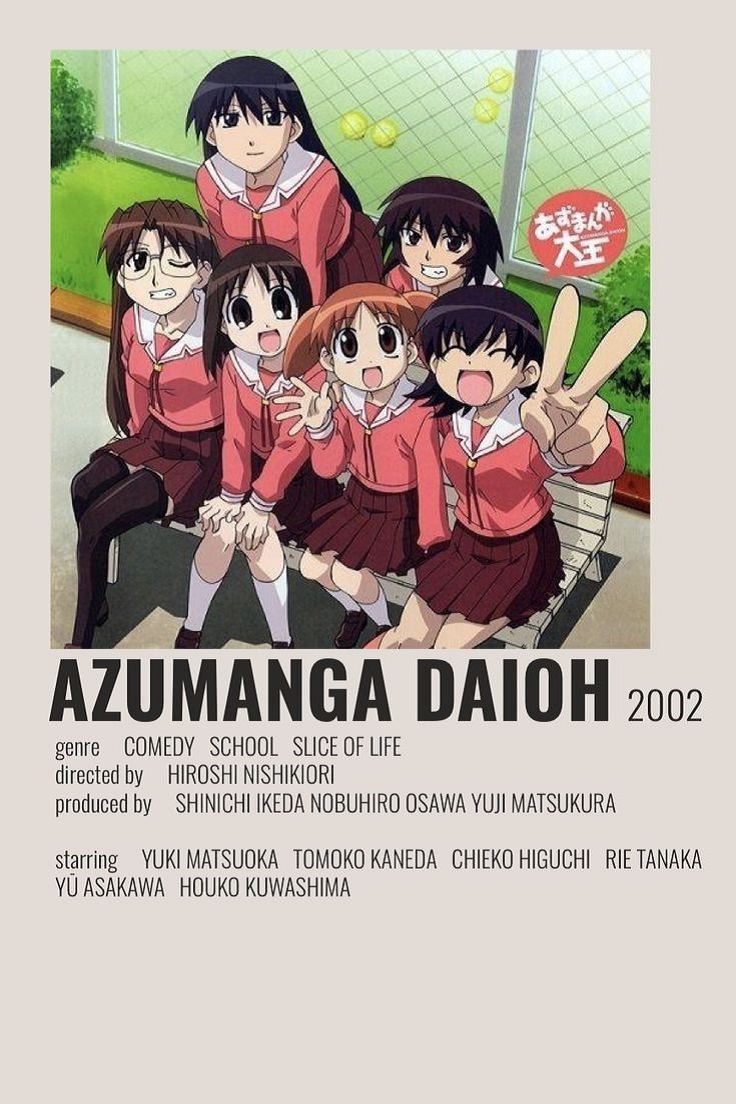 あずまんが
大王
AZUMANGA DAIOH 2002
genre COMEDY SCHOOL SLICE OF LIFE
directed by HIROSHI NISHIKIORI
produced by SHINICHI IKEDA NOBUHIRO OSAWA YUJI MATSUKURA
starring YUKI MATSUOKA TOMOKO KANEDA CHIEKO HIGUCHI RIE TANAKA
YŪ ASAKAWA HOUKO KUWASHIMA